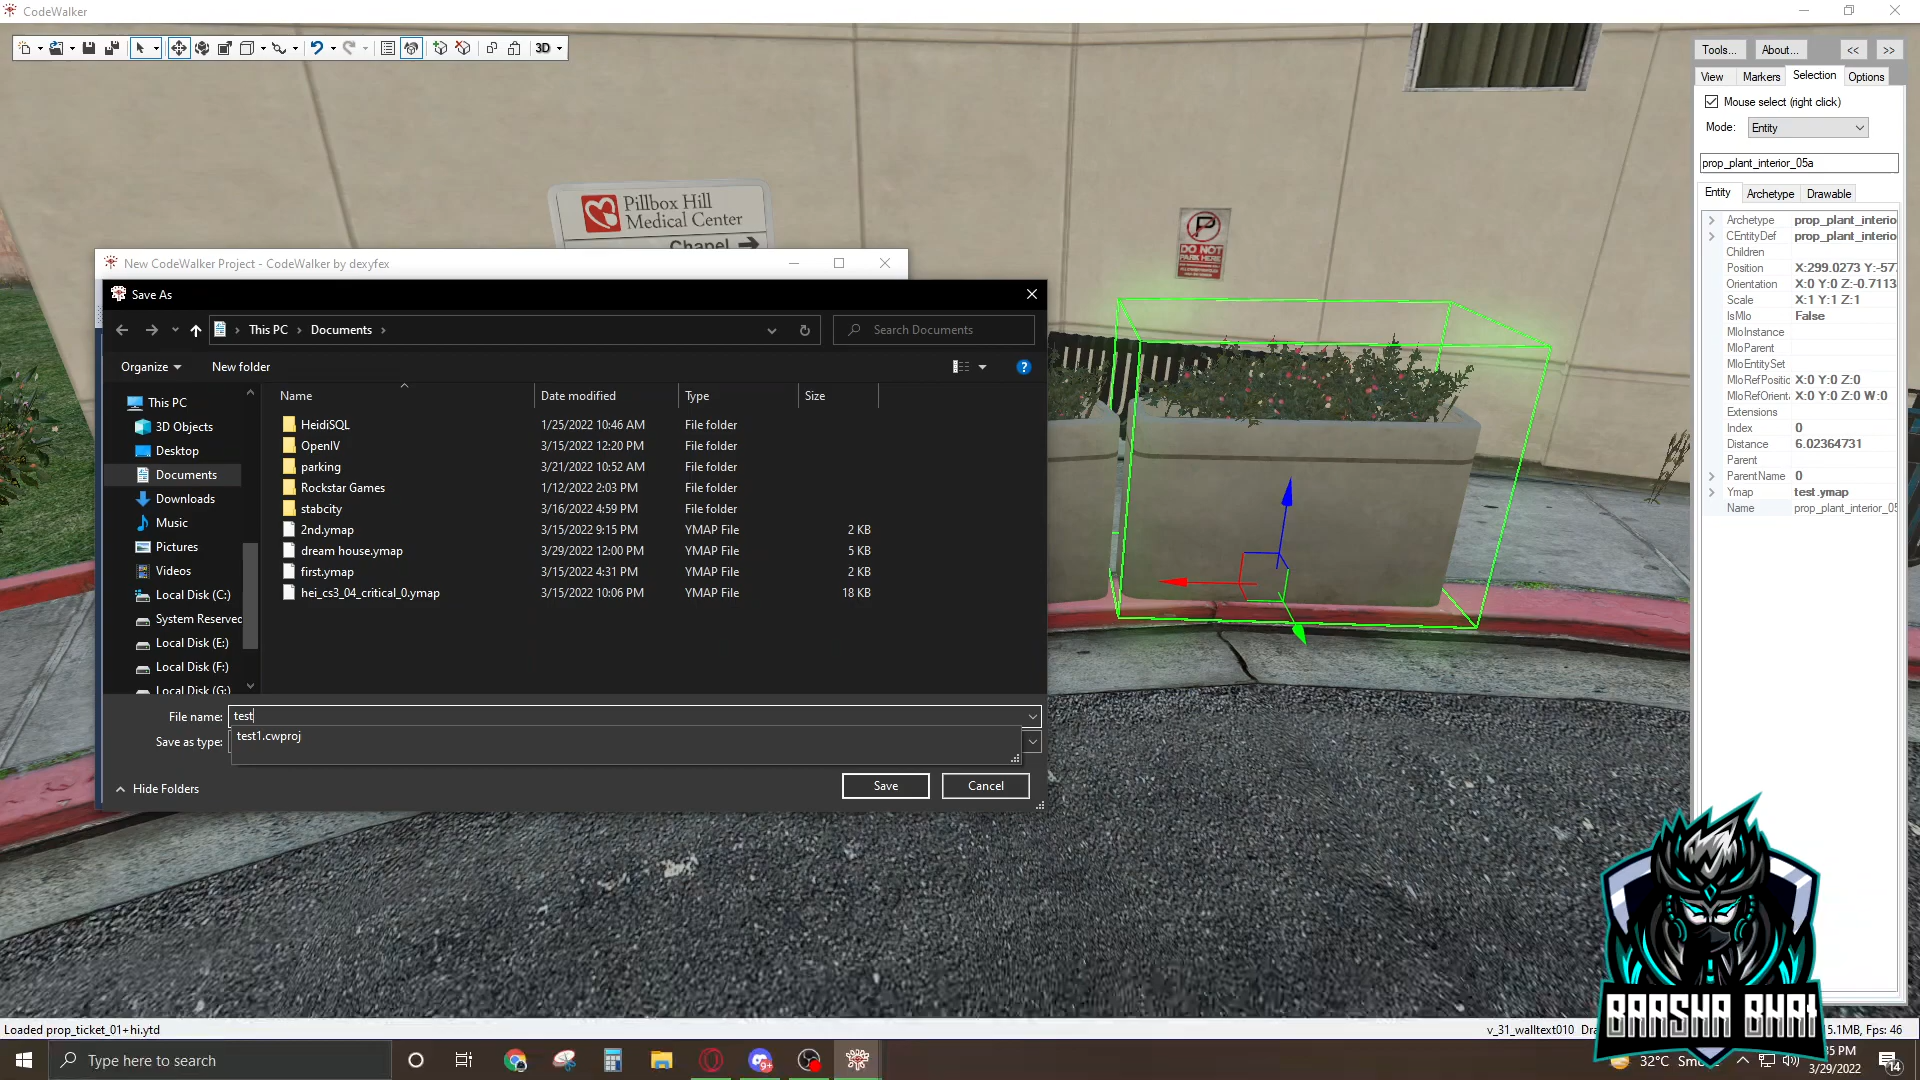 CodeWalker
3D
Tools...
About...
<<
>>
View
Markers
Selection
Options
Mouse select (right click)
Mode:
Entity
prop_plant_interior_05a
Entity
Archetype
Drawable
Archetype prop_plant_interio
CEntityDef prop_plant_interio
Children
Position X:299.0273 Y:-577
Orientation X:0 Y:0 Z:-0.7113
Scale X:1 Y:1 Z:1
IsMlo False
MloInstance
MloParent
MloEntitySet
MloRefPositic X:0 Y:0 Z:0
MloRefOrient X:0 Y:0 Z:0 W:0
Extensions
Index 0
Distance 6.02364731
Parent
ParentName 0
Ymap test.ymap
Name prop_plant_interior_05
Pillbox Hill
Medical Center
Chapel
P
DO NOT
PARK HERE
New CodeWalker Project - CodeWalker by dexyfex
Save As
This PC
Documents
Search Documents
Organize
New folder
?
This PC
3D Objects
Desktop
Documents
Downloads
Music
Pictures
Videos
Local Disk (C:)
System Reserved
Local Disk (E:)
Local Disk (F:)
Local Disk (G:)
Name Date modified Type Size
HeidiSQL 1/25/2022 10:46 AM File folder
OpenIV 3/15/2022 12:20 PM File folder
parking 3/21/2022 10:52 AM File folder
Rockstar Games 1/12/2022 2:03 PM File folder
stabcity 3/16/2022 4:59 PM File folder
2nd.ymap 3/15/2022 9:15 PM YMAP File 2 KB
dream house.ymap 3/29/2022 12:00 PM YMAP File 5 KB
first.ymap 3/15/2022 4:31 PM YMAP File 2 KB
hei_cs3_04_critical_0.ymap 3/15/2022 10:06 PM YMAP File 18 KB
File name: test
test1.cwproj
Save as type:
Hide Folders
Save
Cancel
BAASHA BHAI
Loaded prop_ticket_01+hi.ytd
v_31_walltext010 Dra
5.1MB, Fps: 46
Type here to search
9+
32°C
5 PM
3/29/2022
14